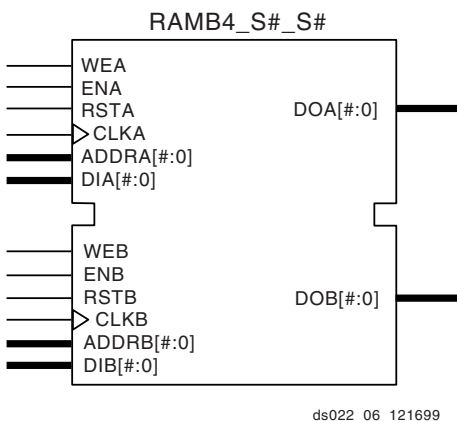 RAMB4_S#_S#
WEA
ENA
RSTA
CLKA
ADDRA[#:0]
DIA[#:0]
DOA[#:0]
WEB
ENB
RSTB
CLKB
ADDRB[#:0]
DIB[#:0]
DOB[#:0]
ds022_06_121699